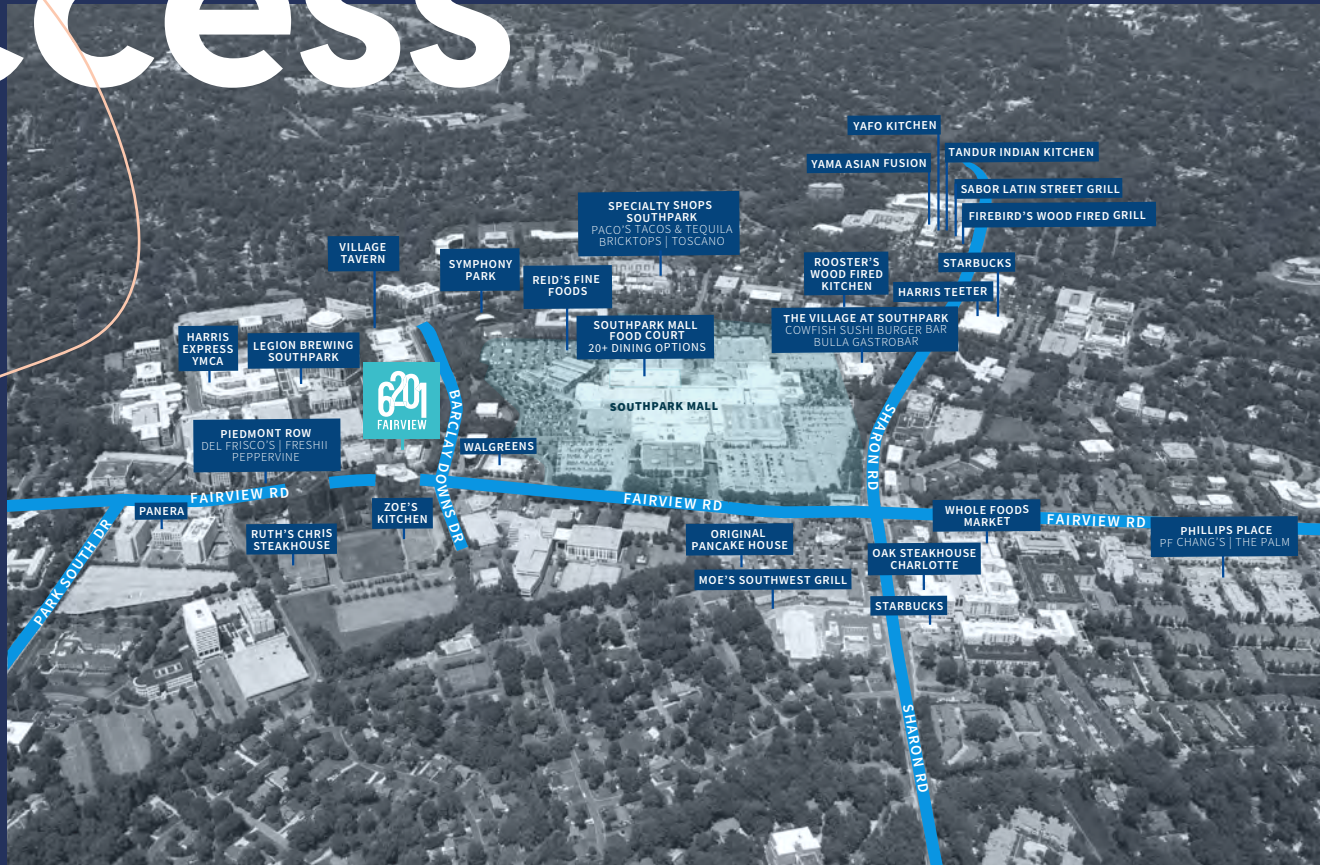 cess
YAFO KITCHEN
TANDUR INDIAN KITCHEN
YAMA ASIAN FUSION
SABOR LATIN STREET GRILL
FIREBIRD'S WOOD FIRED GRILL
SPECIALTY SHOPS
SOUTHPARK
PACO'S TACOS & TEQUILA
BRICKTOPS | TOSCANO
VILLAGE
TAVERN
SYMPHONY
PARK
REID'S FINE
FOODS
ROOSTER'S
WOOD FIRED
KITCHEN
STARBUCKS
HARRIS TEETER
THE VILLAGE AT SOUTHPARK
COWFISH SUSHI BURGER BAR
BULLA GASTROBAR
SOUTHPARK MALL
FOOD COURT
20+ DINING OPTIONS
HARRIS
EXPRESS
YMCA
LEGION BREWING
SOUTHPARK
6201
FAIRVIEW
BARCLAY DOWNS DR
SOUTHPARK MALL
SHARON RD
PIEDMONT ROW
DEL FRISCO'S | FRESHII
PEPPERVINE
WALGREENS
FAIRVIEW RD
FAIRVIEW RD
FAIRVIEW RD
PANERA
ZOE'S
KITCHEN
RUTH'S CHRIS
STEAKHOUSE
PARK SOUTH DR
ORIGINAL
PANCAKE HOUSE
MOE'S SOUTHWEST GRILL
WHOLE FOODS
MARKET
PHILLIPS PLACE
PF CHANG'S | THE PALM
OAK STEAKHOUSE
CHARLOTTE
STARBUCKS
SHARON RD